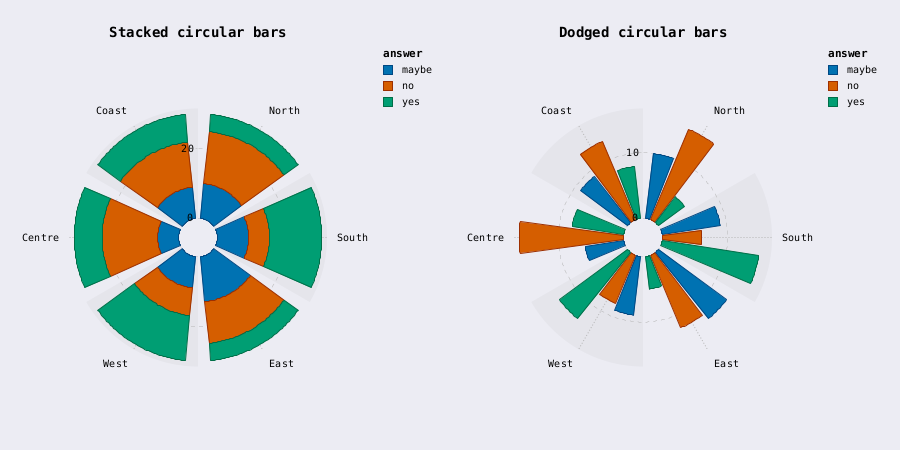 Stacked circular bars
answer
maybe
no
yes
Coast
North
20
0
Centre
South
West
East
Dodged circular bars
answer
maybe
no
yes
Coast
North
10
0
Centre
South
West
East